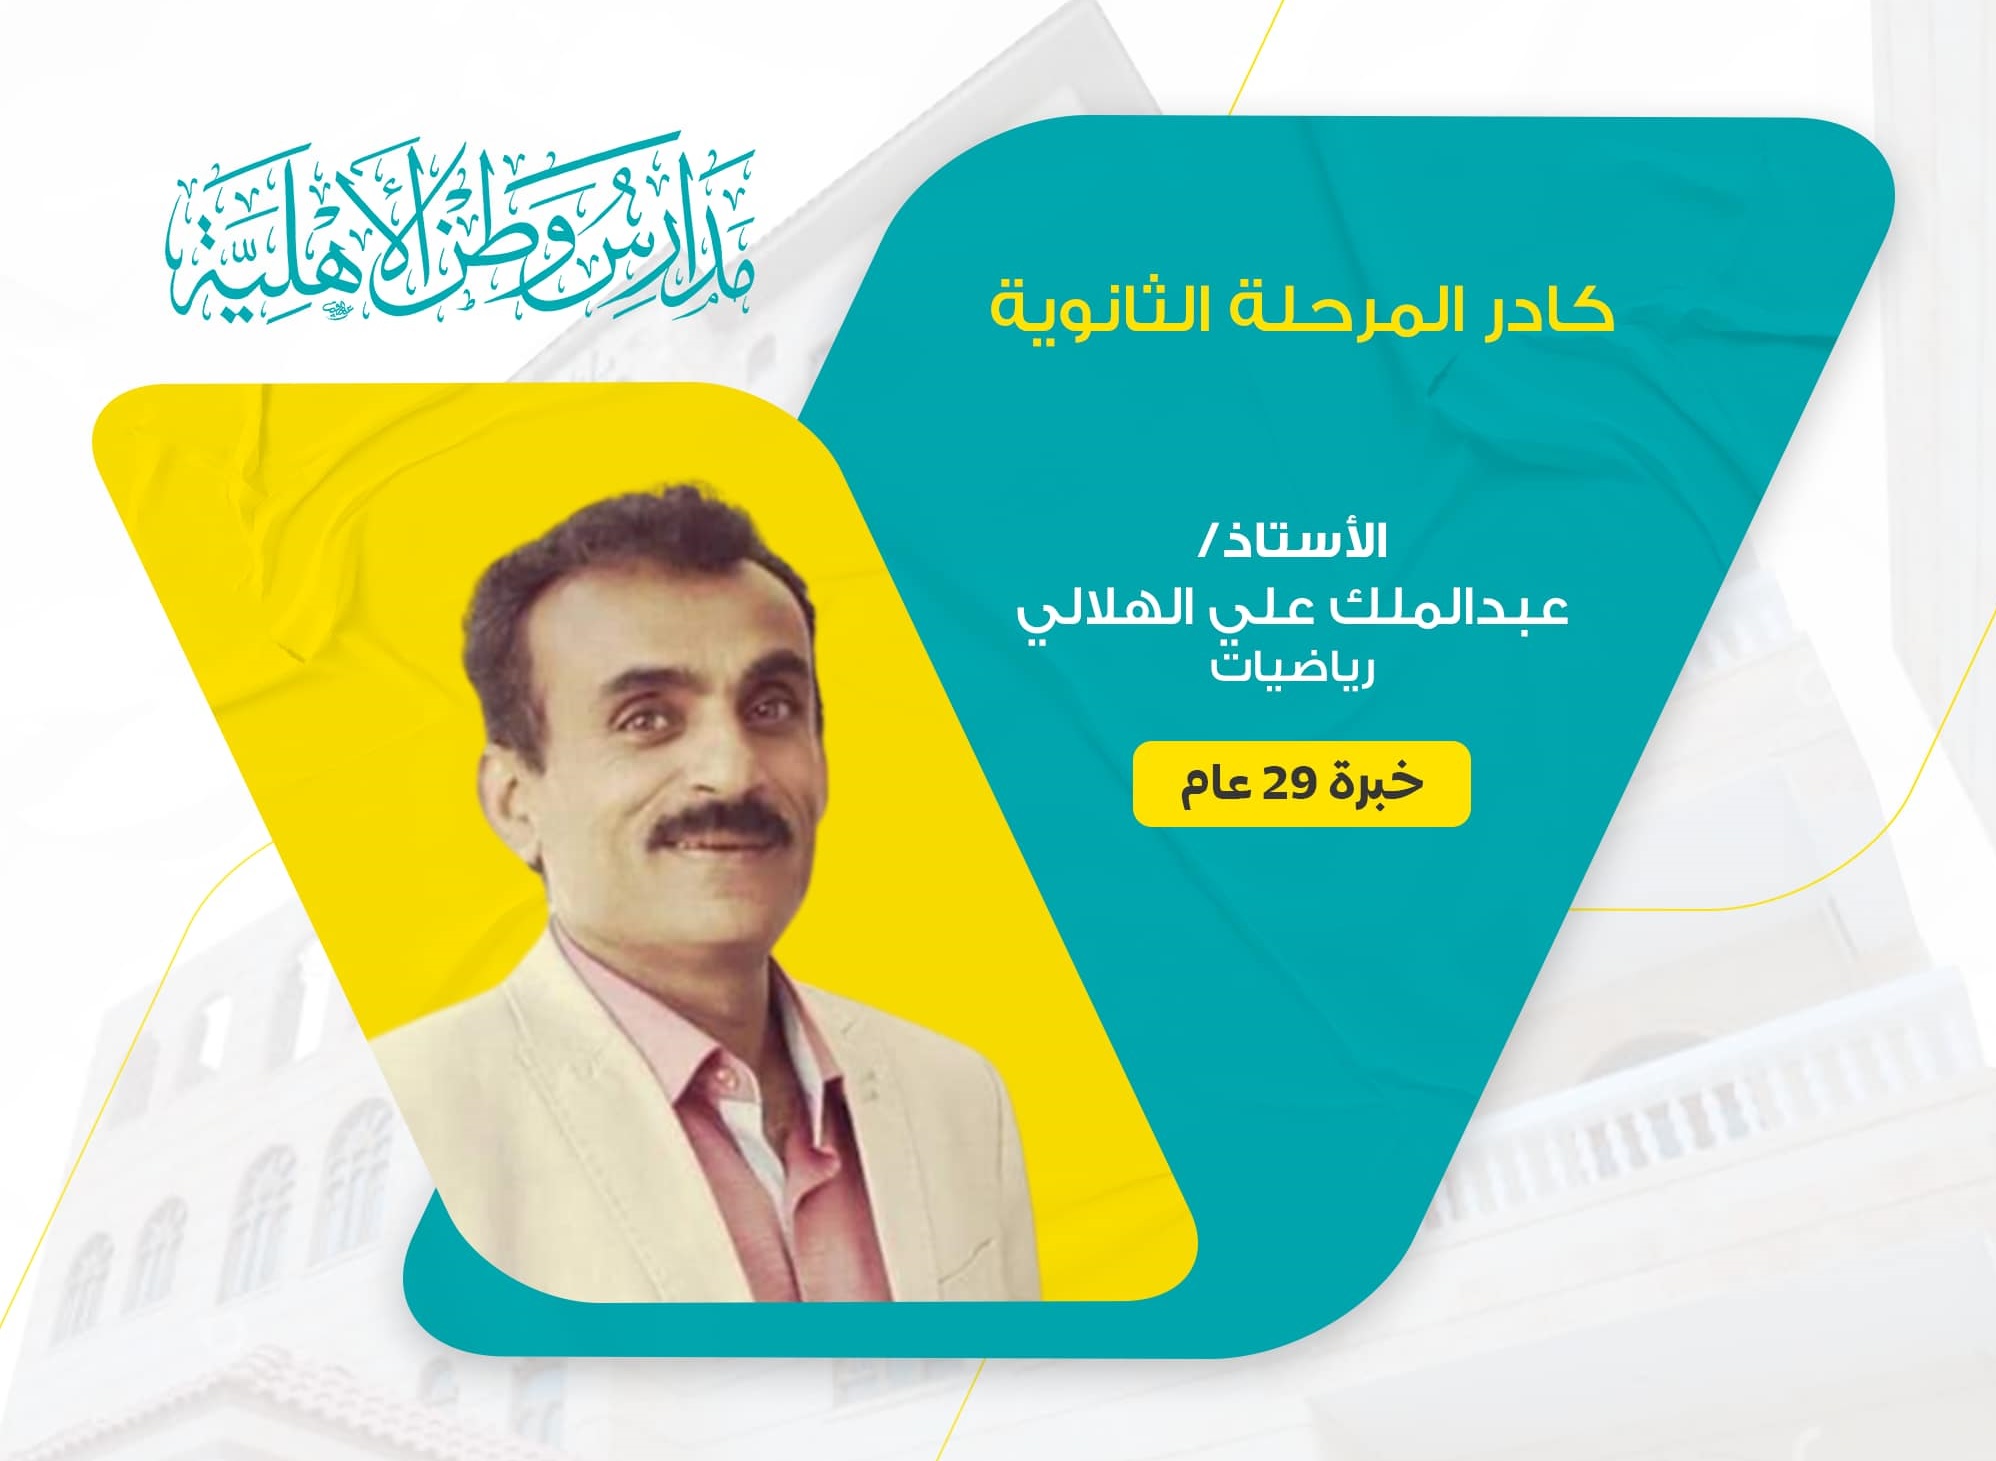 مدارس وطن الأهلية
كادر المرحلة الثانوية
الأستاذ/
عبدالملك علي الهلالي
رياضيات
خبرة 29 عام